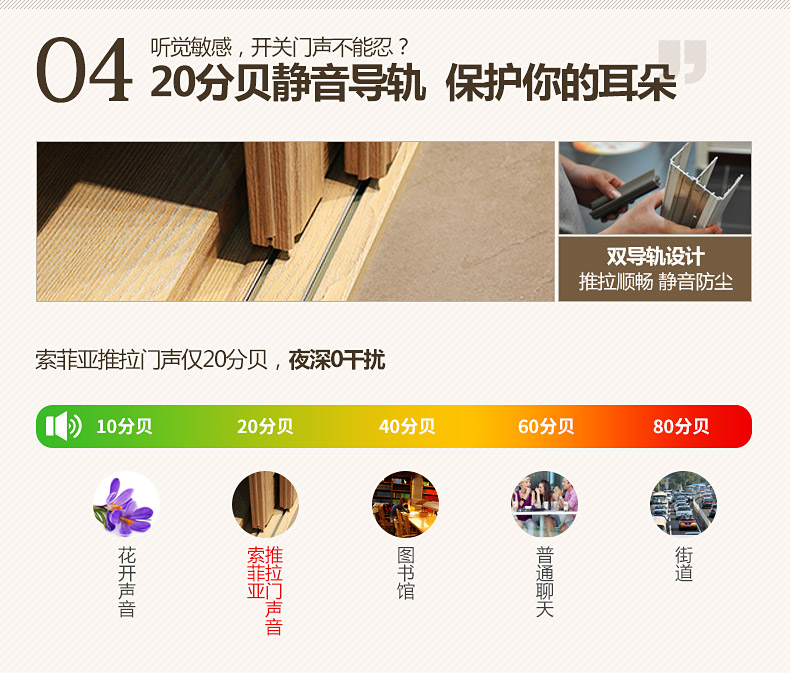 04
听觉敏感，开关门声不能忍？
20分贝静音导轨 保护你的耳朵
双导轨设计
推拉顺畅 静音防尘
索菲亚推拉门声仅20分贝，夜深0干扰
10分贝 20分贝 40分贝 60分贝 80分贝
花开声音
索菲亚
推拉门声音
图书馆
普通聊天
街道